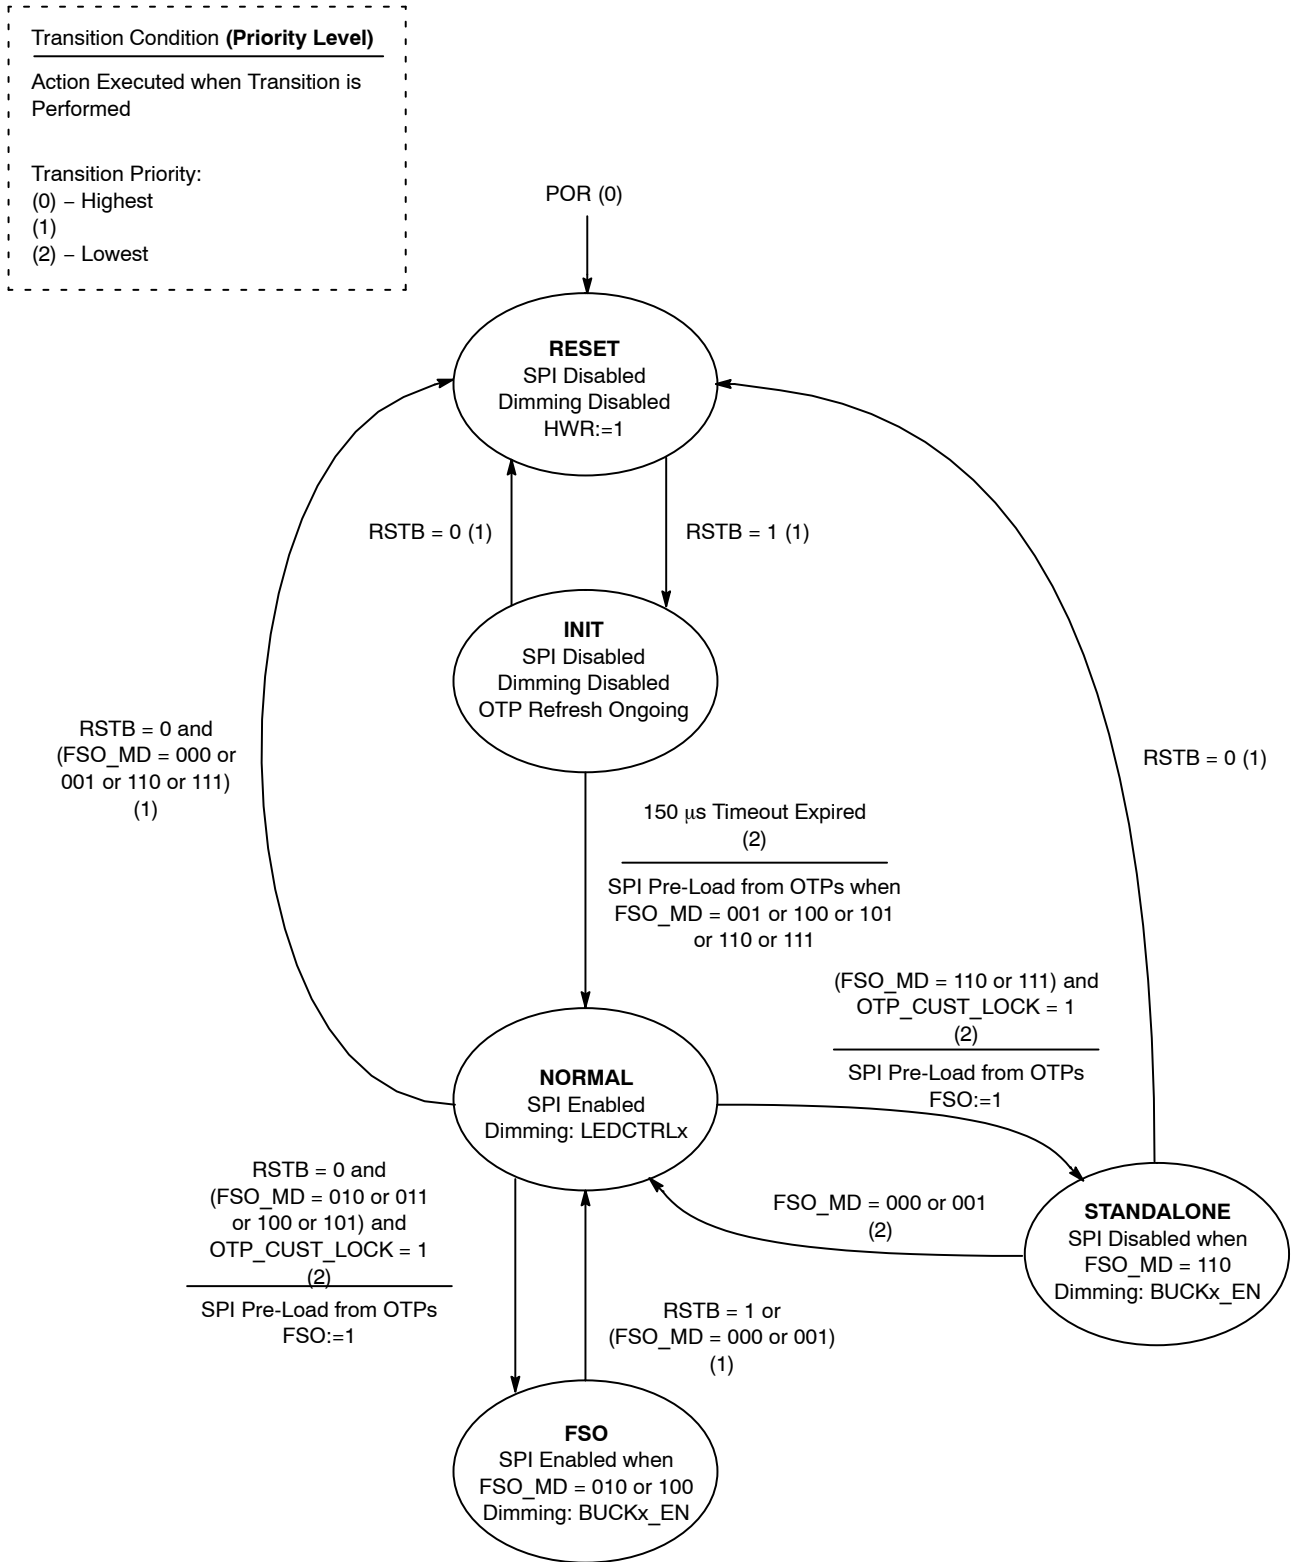 Transition Condition (Priority Level)
Action Executed when Transition is
Performed
Transition Priority:
(0) – Highest
(1)
(2) – Lowest
POR (0)
RESET
SPI Disabled
Dimming Disabled
HWR:=1
RSTB = 0 (1)
RSTB = 1 (1)
INIT
SPI Disabled
Dimming Disabled
OTP Refresh Ongoing
RSTB = 0 and
(FSO_MD = 000 or
001 or 110 or 111)
(1)
RSTB = 0 (1)
150 μs Timeout Expired
(2)
SPI Pre-Load from OTPs when
FSO_MD = 001 or 100 or 101
or 110 or 111
(FSO_MD = 110 or 111) and
OTP_CUST_LOCK = 1
(2)
SPI Pre-Load from OTPs
FSO:=1
NORMAL
SPI Enabled
Dimming: LEDCTRLx
RSTB = 0 and
(FSO_MD = 010 or 011
or 100 or 101) and
OTP_CUST_LOCK = 1
(2)
SPI Pre-Load from OTPs
FSO:=1
FSO_MD = 000 or 001
(2)
STANDALONE
SPI Disabled when
FSO_MD = 110
Dimming: BUCKx_EN
RSTB = 1 or
(FSO_MD = 000 or 001)
(1)
FSO
SPI Enabled when
FSO_MD = 010 or 100
Dimming: BUCKx_EN